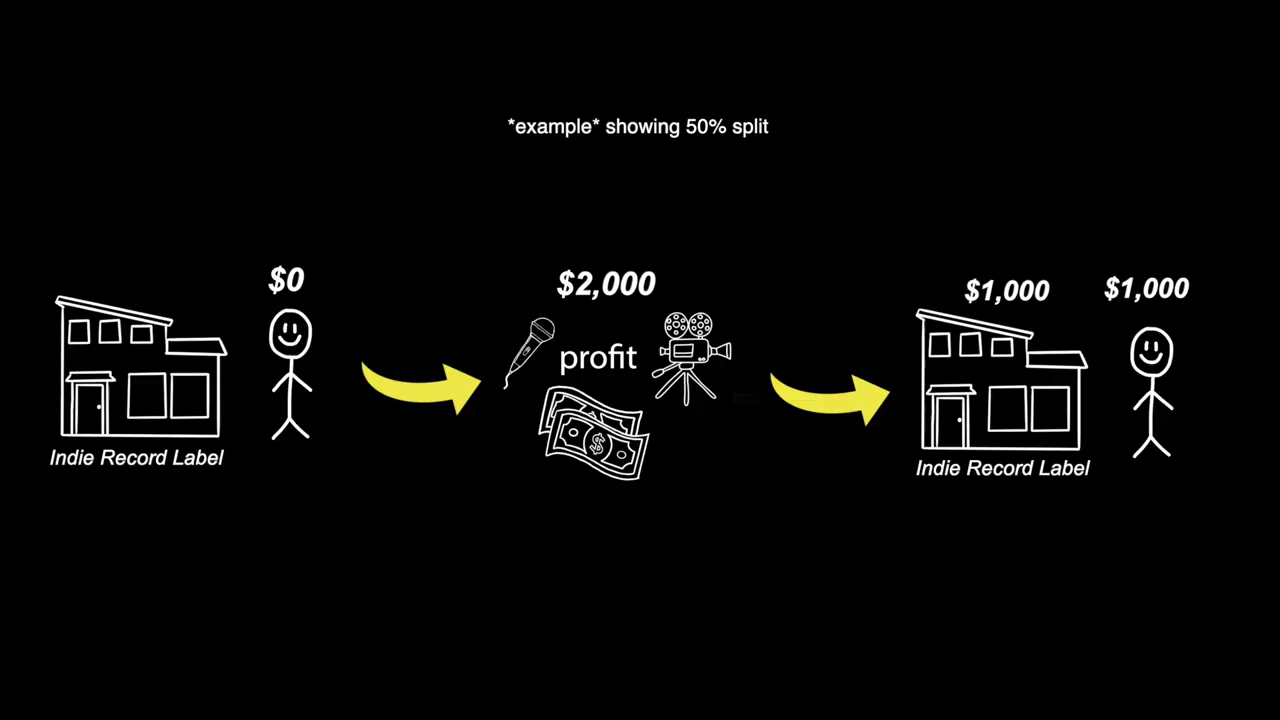 *example* showing 50% split
$0
Indie Record Label
$2,000
profit
$1,000
$1,000
Indie Record Label